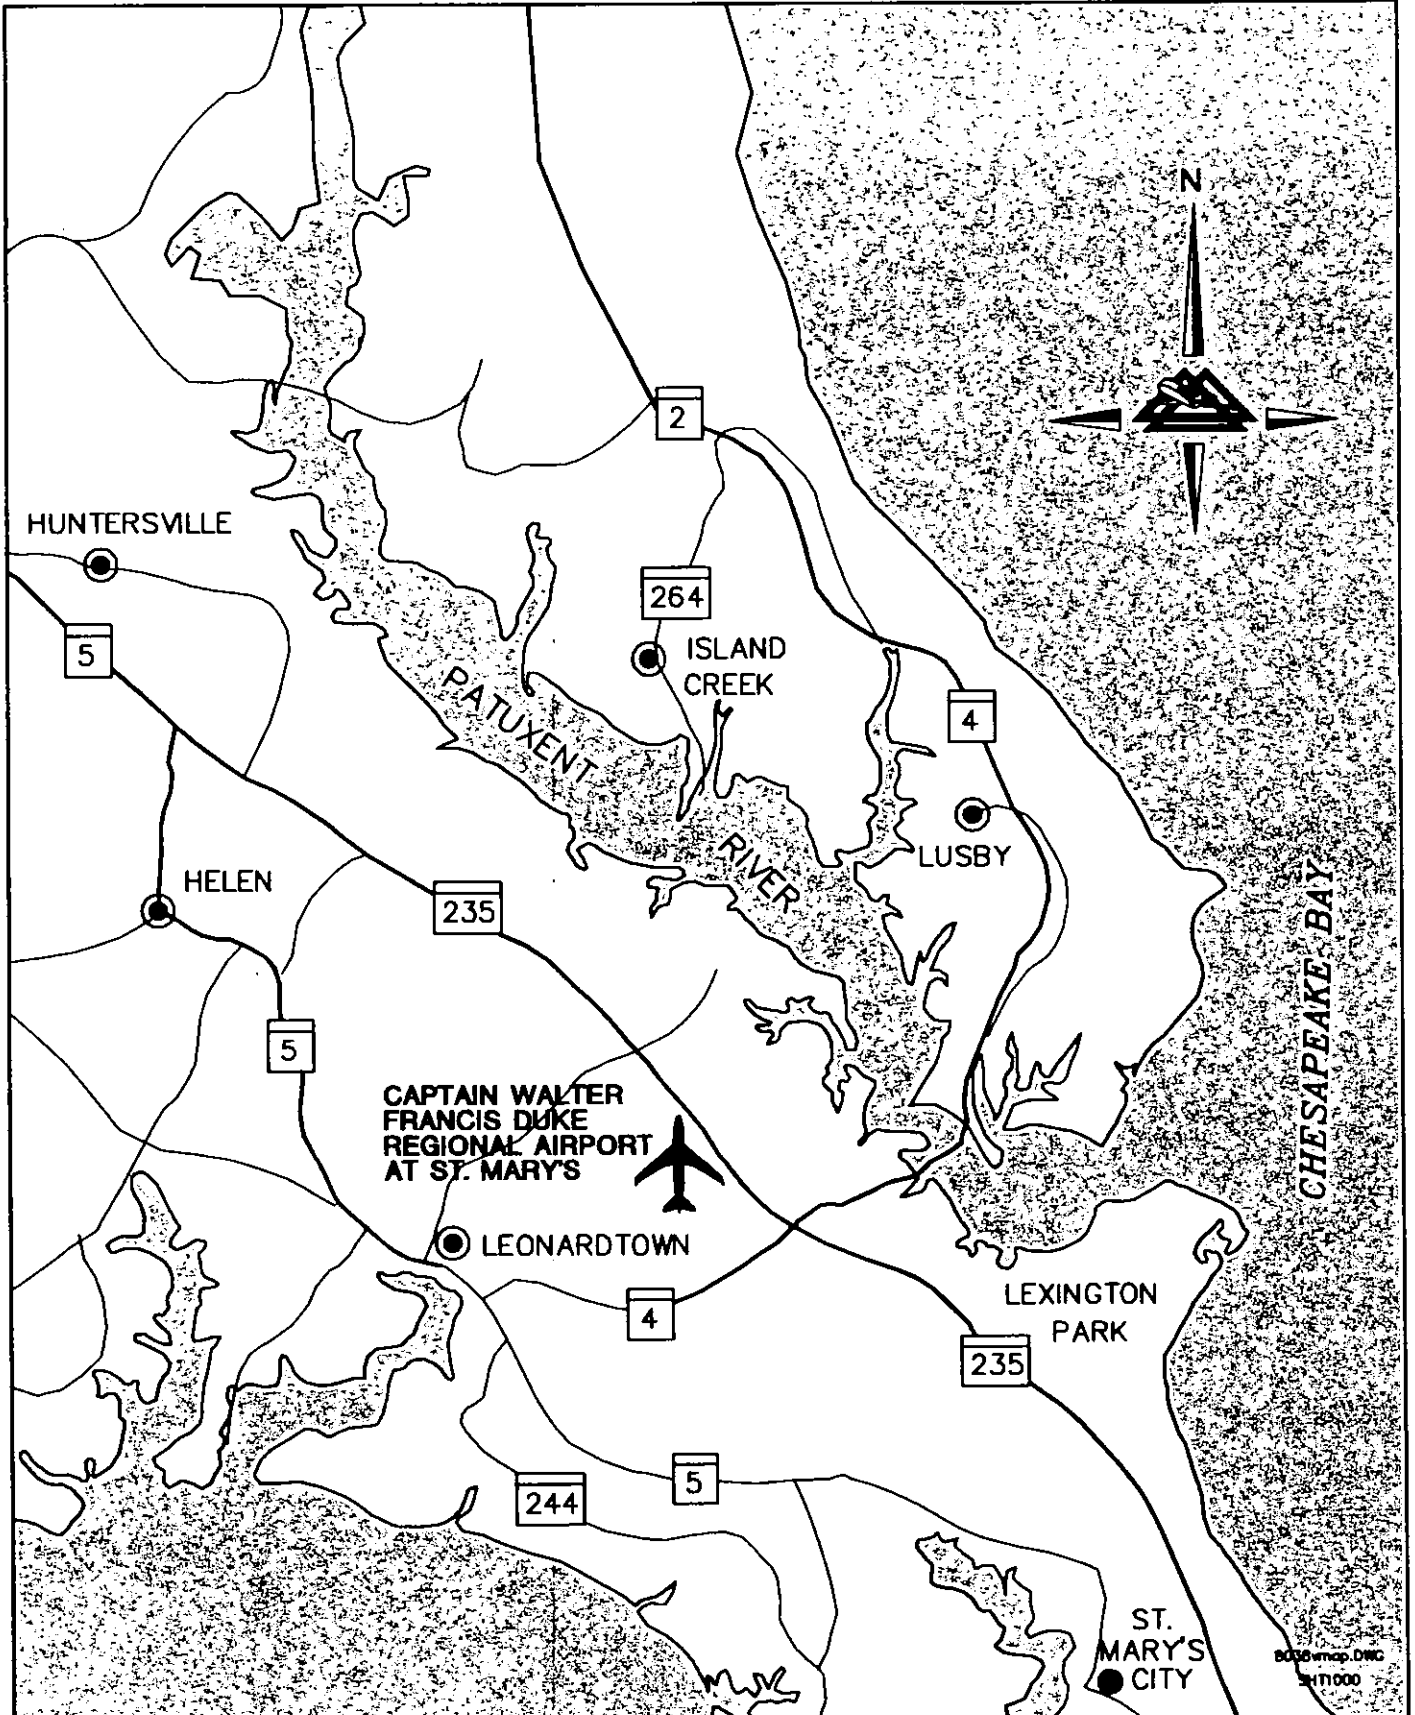 N
2
HUNTERSVILLE
264
5
ISLAND
CREEK
PATUXENT
4
RIVER
LUSBY
HELEN
235
CHESAPEAKE BAY
5
CAPTAIN WALTER
FRANCIS DUKE
REGIONAL AIRPORT
AT ST. MARY'S
LEONARDTOWN
LEXINGTON
PARK
4
235
5
244
ST.
MARY'S
CITY